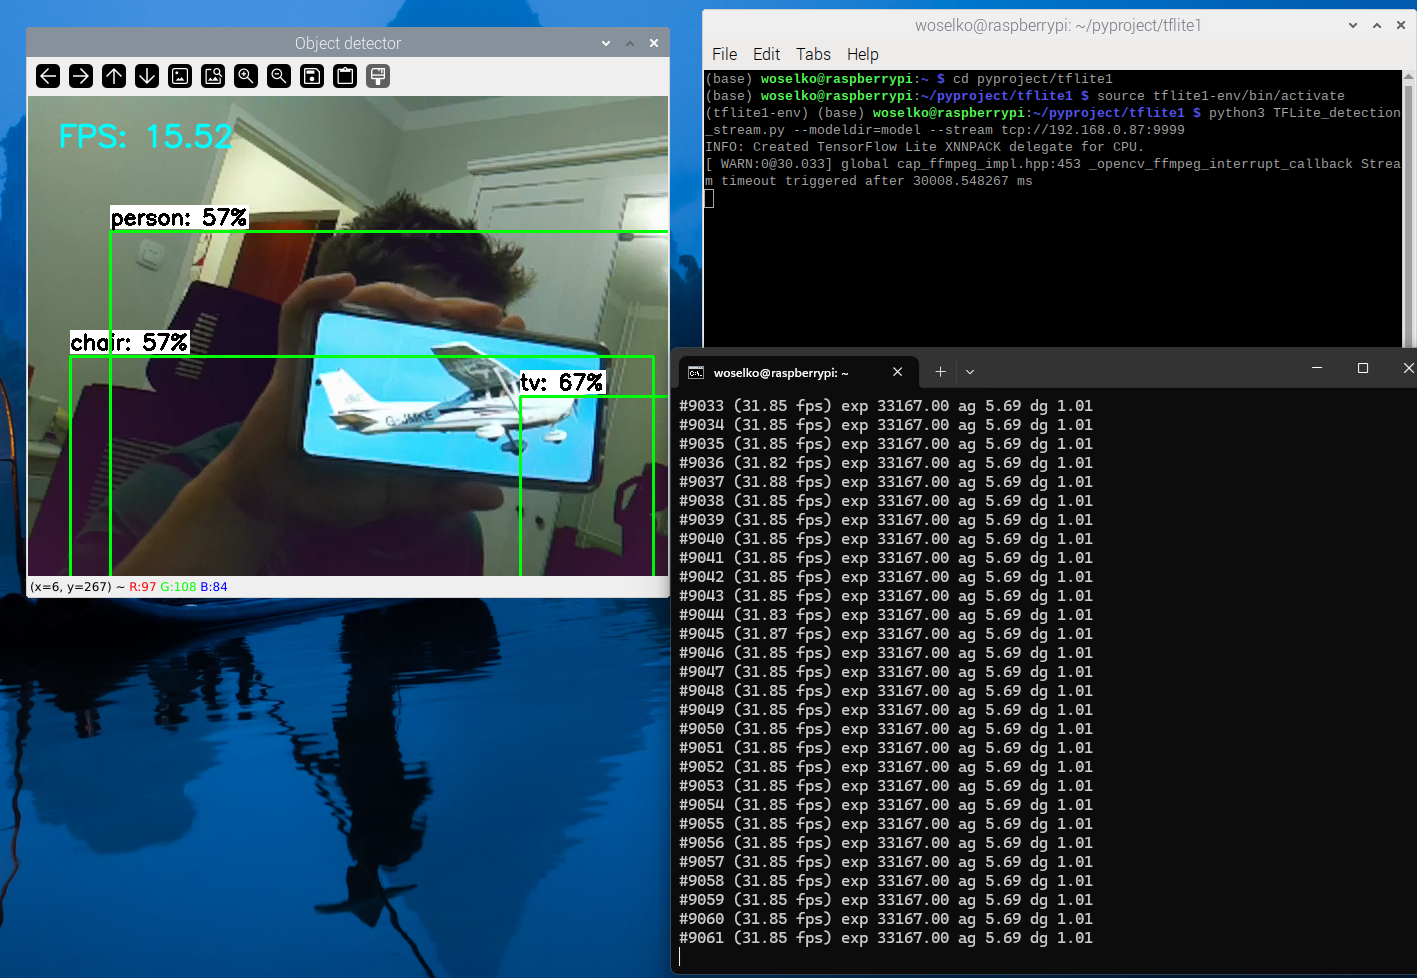 Object detector
FPS: 15.52
person: 57%
chair: 57%
tv: 67%
G-JMKE
(x=6, y=267) ~ R:97 G:108 B:84
woselko@raspberrypi: ~/pyproject/tflite1
File Edit Tabs Help
(base) woselko@raspberrypi:~ $ cd pyproject/tflite1
(base) woselko@raspberrypi:~/pyproject/tflite1 $ source tflite1-env/bin/activate
(tflite1-env) (base) woselko@raspberrypi:~/pyproject/tflite1 $ python3 TFLite_detection
_stream.py --modeldir=model --stream tcp://192.168.0.87:9999
INFO: Created TensorFlow Lite XNNPACK delegate for CPU.
[ WARN:0@30.033] global cap_ffmpeg_impl.hpp:453 _opencv_ffmpeg_interrupt_callback Strea
m timeout triggered after 30008.548267 ms
woselko@raspberrypi: ~
#9033 (31.85 fps) exp 33167.00 ag 5.69 dg 1.01
#9034 (31.85 fps) exp 33167.00 ag 5.69 dg 1.01
#9035 (31.85 fps) exp 33167.00 ag 5.69 dg 1.01
#9036 (31.82 fps) exp 33167.00 ag 5.69 dg 1.01
#9037 (31.88 fps) exp 33167.00 ag 5.69 dg 1.01
#9038 (31.85 fps) exp 33167.00 ag 5.69 dg 1.01
#9039 (31.85 fps) exp 33167.00 ag 5.69 dg 1.01
#9040 (31.85 fps) exp 33167.00 ag 5.69 dg 1.01
#9041 (31.85 fps) exp 33167.00 ag 5.69 dg 1.01
#9042 (31.85 fps) exp 33167.00 ag 5.69 dg 1.01
#9043 (31.85 fps) exp 33167.00 ag 5.69 dg 1.01
#9044 (31.83 fps) exp 33167.00 ag 5.69 dg 1.01
#9045 (31.87 fps) exp 33167.00 ag 5.69 dg 1.01
#9046 (31.85 fps) exp 33167.00 ag 5.69 dg 1.01
#9047 (31.85 fps) exp 33167.00 ag 5.69 dg 1.01
#9048 (31.85 fps) exp 33167.00 ag 5.69 dg 1.01
#9049 (31.85 fps) exp 33167.00 ag 5.69 dg 1.01
#9050 (31.85 fps) exp 33167.00 ag 5.69 dg 1.01
#9051 (31.85 fps) exp 33167.00 ag 5.69 dg 1.01
#9052 (31.85 fps) exp 33167.00 ag 5.69 dg 1.01
#9053 (31.85 fps) exp 33167.00 ag 5.69 dg 1.01
#9054 (31.85 fps) exp 33167.00 ag 5.69 dg 1.01
#9055 (31.85 fps) exp 33167.00 ag 5.69 dg 1.01
#9056 (31.85 fps) exp 33167.00 ag 5.69 dg 1.01
#9057 (31.85 fps) exp 33167.00 ag 5.69 dg 1.01
#9058 (31.85 fps) exp 33167.00 ag 5.69 dg 1.01
#9059 (31.85 fps) exp 33167.00 ag 5.69 dg 1.01
#9060 (31.85 fps) exp 33167.00 ag 5.69 dg 1.01
#9061 (31.85 fps) exp 33167.00 ag 5.69 dg 1.01